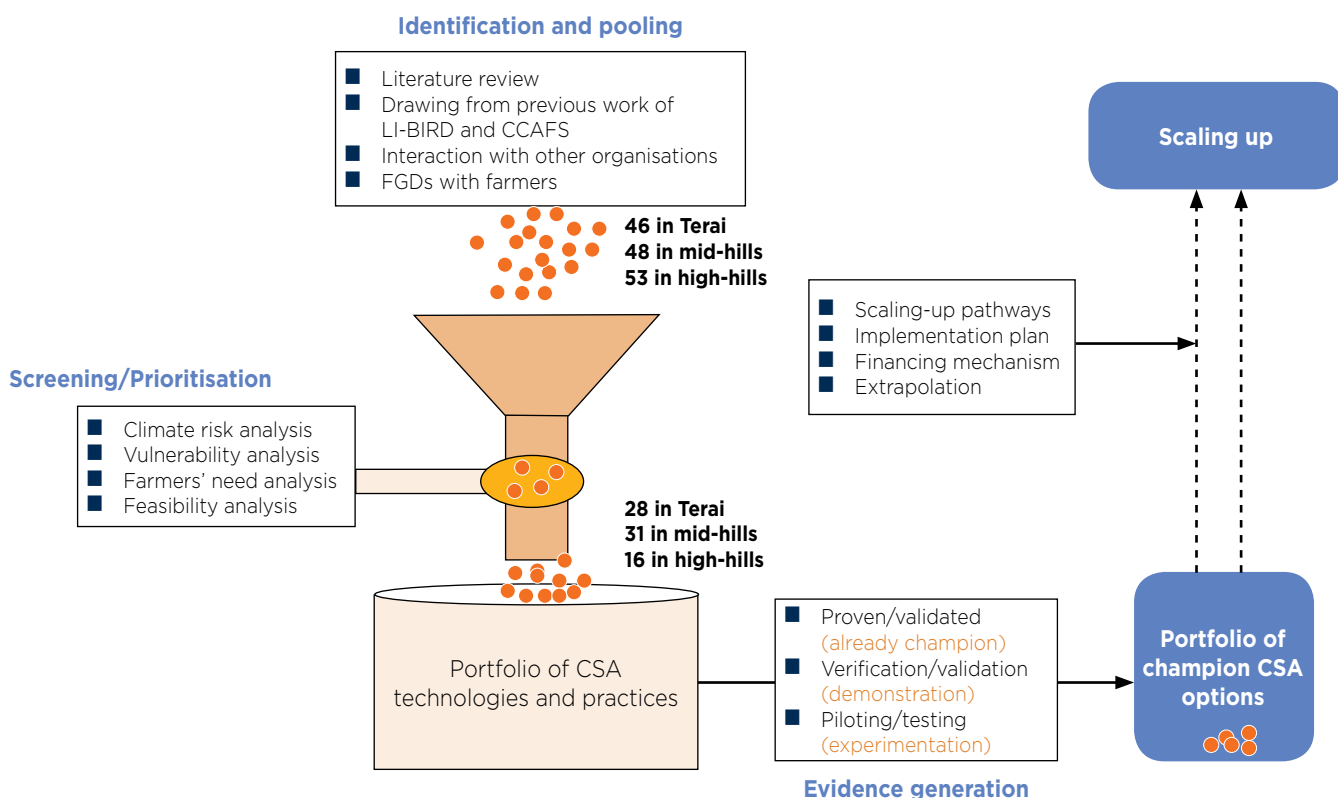 Identification and pooling
Literature review
Drawing from previous work of
LI-BIRD and CCAFS
Interaction with other organisations
FGDs with farmers
46 in Terai
48 in mid-hills
53 in high-hills
Scaling up
Scaling-up pathways
Implementation plan
Financing mechanism
Extrapolation
Screening/Prioritisation
Climate risk analysis
Vulnerability analysis
Farmers' need analysis
Feasibility analysis
28 in Terai
31 in mid-hills
16 in high-hills
Portfolio of CSA
technologies and practices
Proven/validated
(already champion)
Verification/validation
(demonstration)
Piloting/testing
(experimentation)
Evidence generation
Portfolio of
champion CSA
options